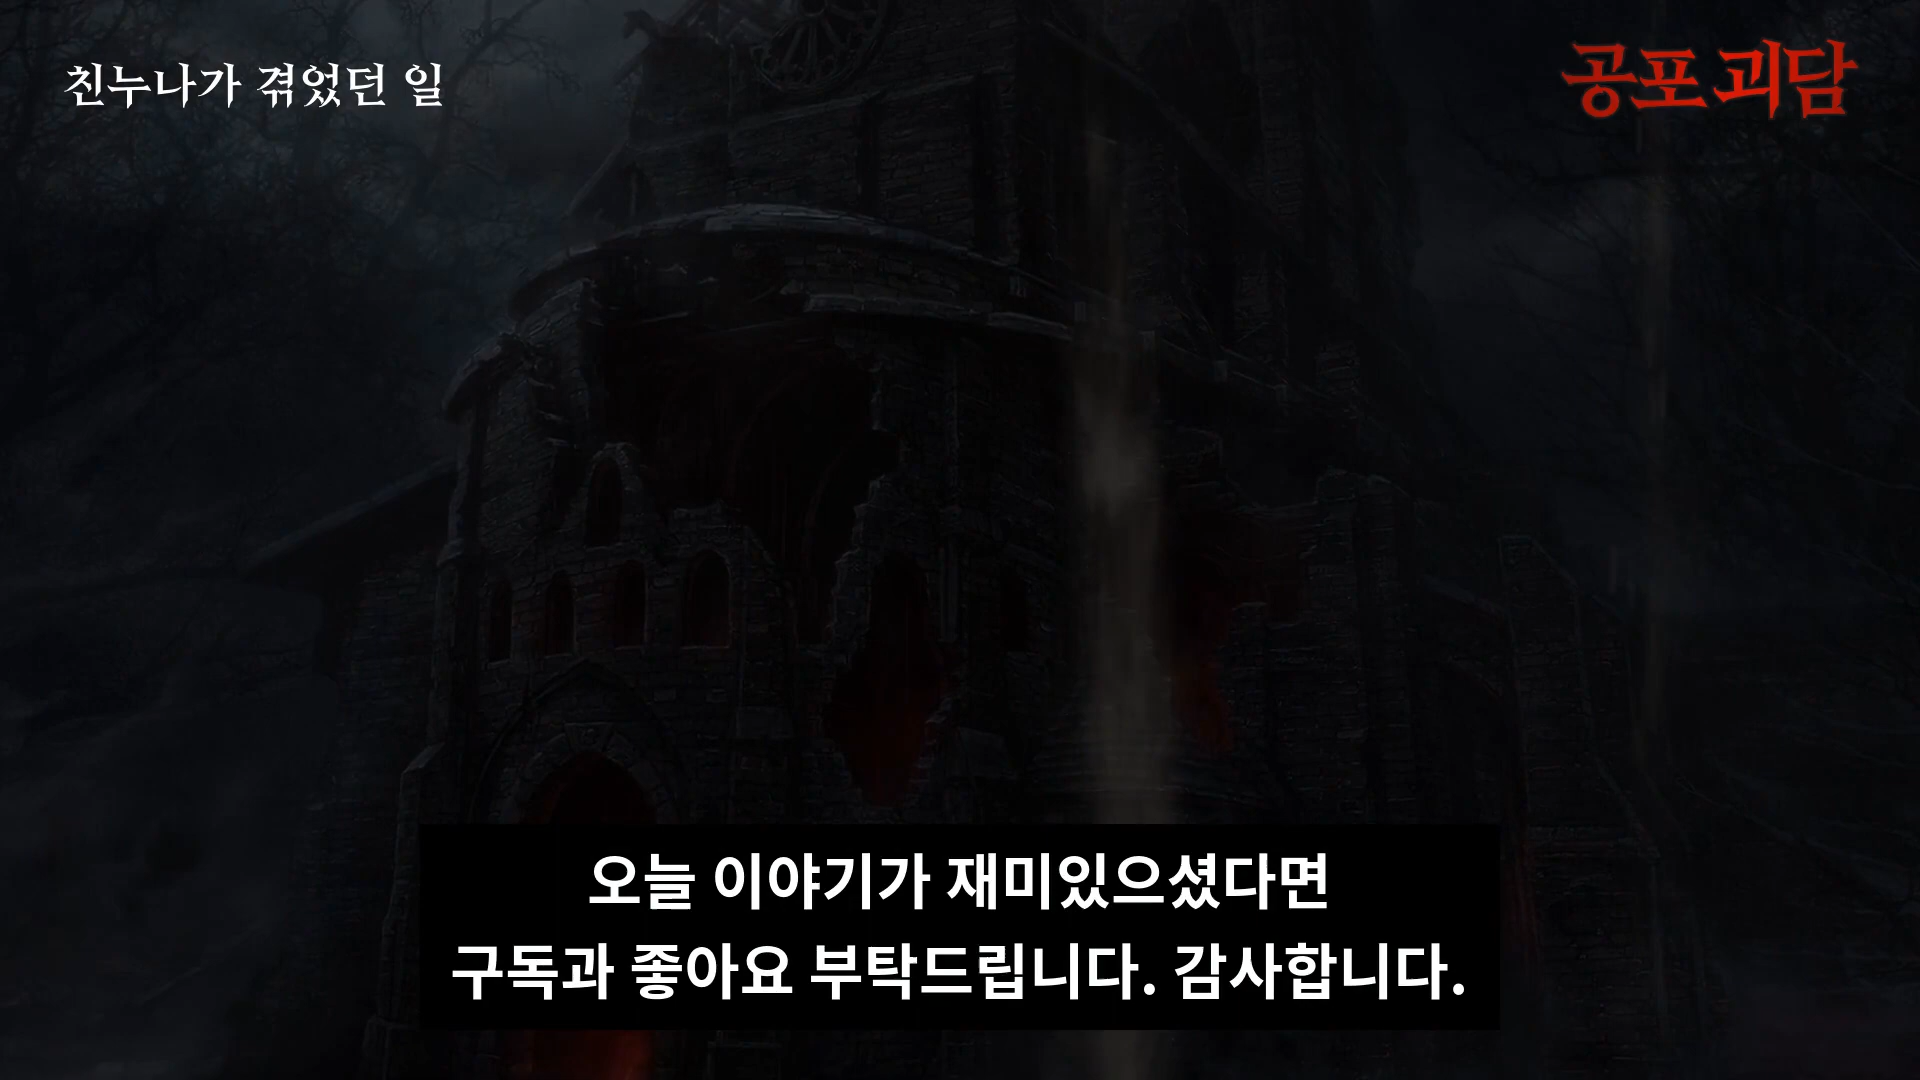 친누나가 겪었던 일
공포 괴담
오늘 이야기가 재미있으셨다면
구독과 좋아요 부탁드립니다. 감사합니다.